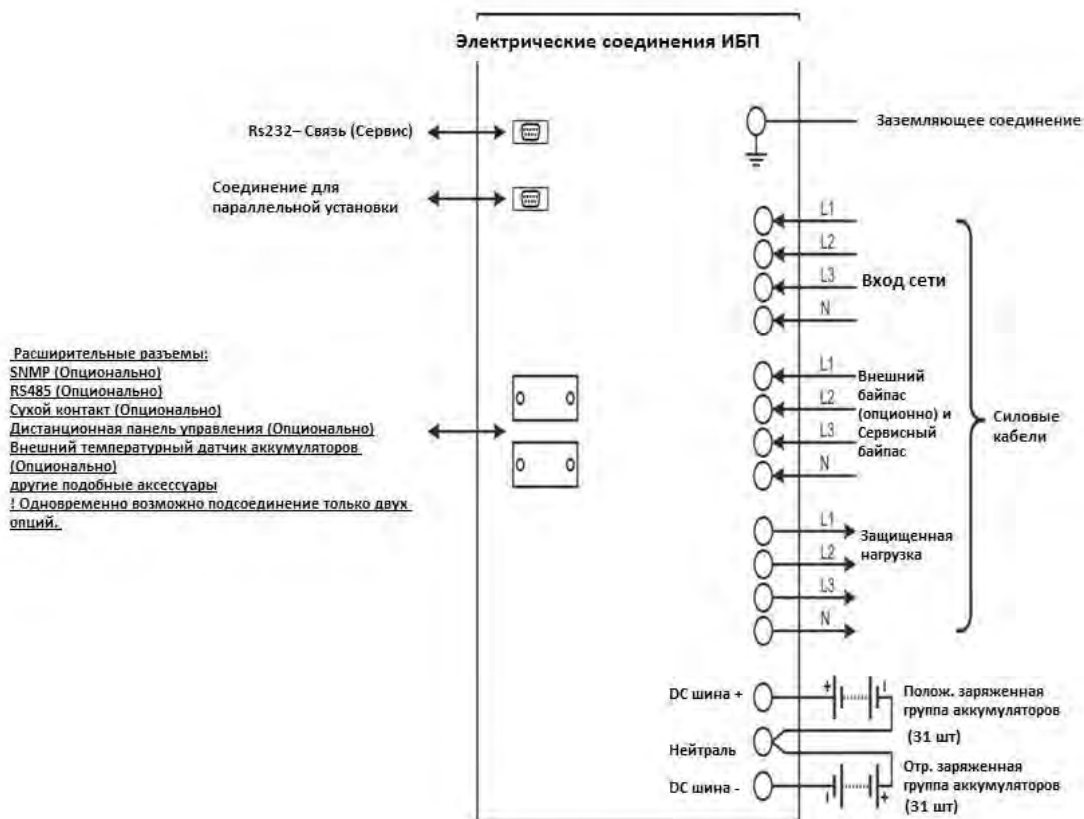 Электрические соединения ИБП
Rs232– Связь (Сервис)
Соединение для
параллельной установки
Расширительные разъемы:
SNMP (Опционально)
RS485 (Опционально)
Сухой контакт (Опционально)
Дистанционная панель управления (Опционально)
Внешний температурный датчик аккумуляторов
(Опционально)
другие подобные аксессуары
! Одновременно возможно подсоединение только двух
опций.
Заземляющее соединение
L1
L2
L3
N
Вход сети
L1
L2
L3
N
Внешний
байпас
(опционно) и
Сервисный
байпас
L1
L2
L3
N
Защищенная
нагрузка
Силовые
кабели
DC шина +
Нейтраль
DC шина -
+ -
Полож. заряженная
группа аккумуляторов
(31 шт)
- +
Отр. заряженная
группа аккумуляторов
(31 шт)